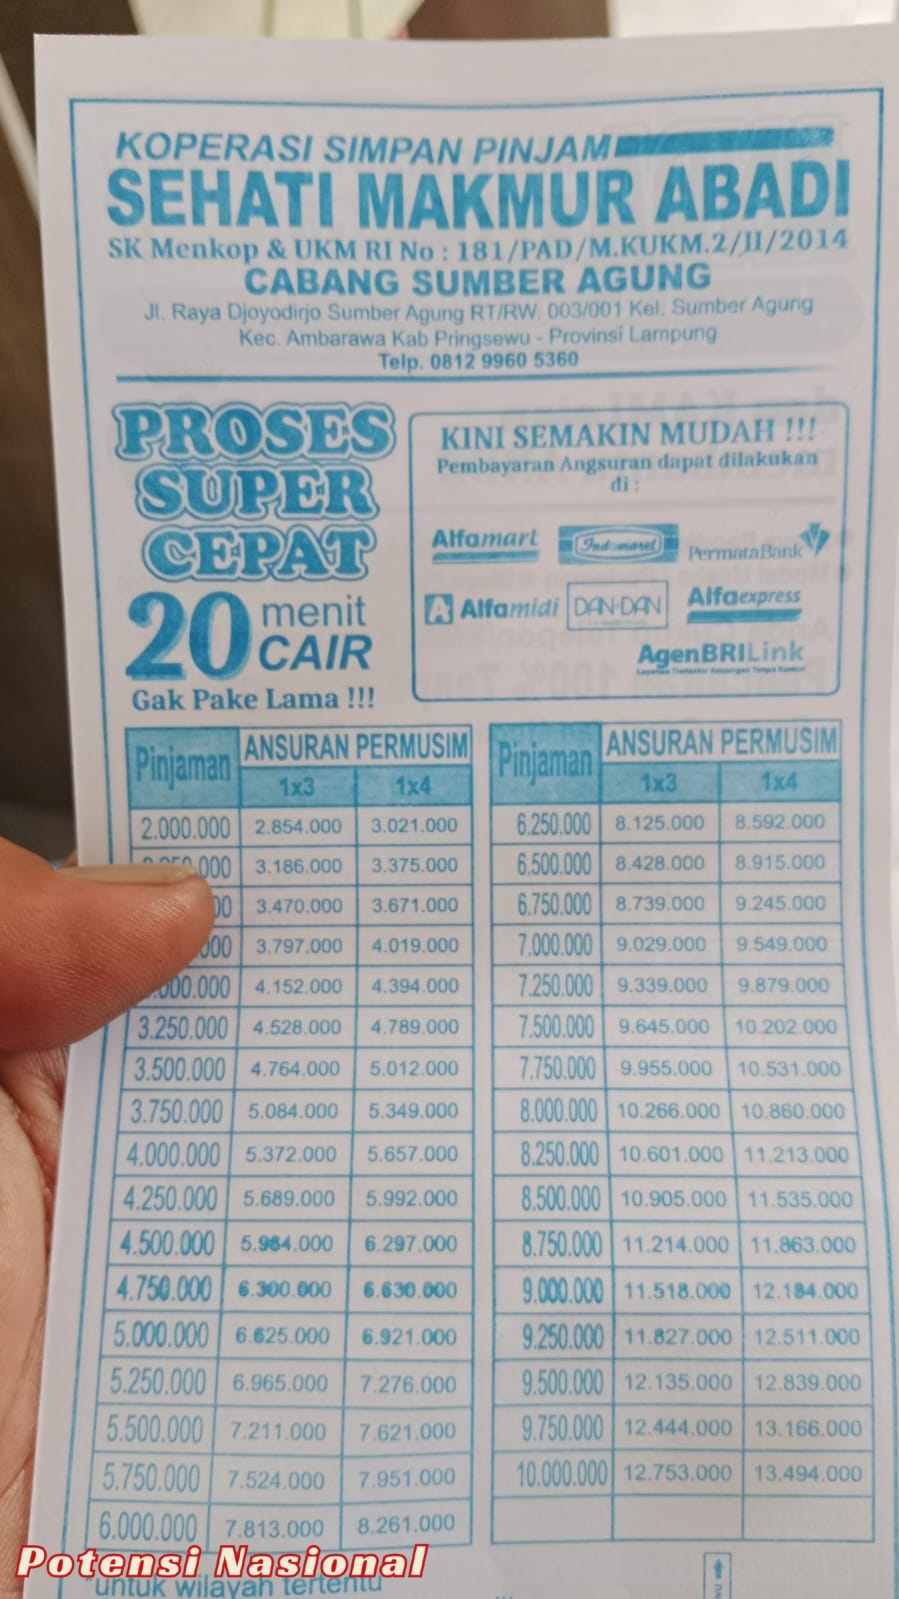 KOPERASI SIMPAN PINJAM
SEHATI MAKMUR ABADI
SK Menkop & UKM RI No : 181/PAD/M.KUKM.2/II/2014
CABANG SUMBER AGUNG
Jl. Raya Djoyodirjo Sumber Agung RT/RW. 003/001 Kel. Sumber Agung
Kec. Ambarawa Kab Pringsewu - Provinsi Lampung
Telp. 0812 9960 5360
PROSES
SUPER
CEPAT
20 menit
CAIR
Gak Pake Lama !!!
KINI SEMAKIN MUDAH !!!
Pembayaran Angsuran dapat dilakukan
di :
Alfamart Indomaret PermataBank
Alfamidi DAN+DAN Alfaexpress
AgenBRILink
Layanan Transaksi Keuangan Tanpa Kantor
Pinjaman ANSURAN PERMUSIM
1x3 1x4
2.000.000 2.854.000 3.021.000
000 3.186.000 3.375.000
00 3.470.000 3.671.000
000 3.797.000 4.019.000
.000.000 4.152.000 4.394.000
3.250.000 4.528.000 4.789.000
3.500.000 4.764.000 5.012.000
3.750.000 5.084.000 5.349.000
4.000.000 5.372.000 5.657.000
4.250.000 5.689.000 5.992.000
4.500.000 5.984.000 6.297.000
4.750.000 6.300.000 6.630.000
5.000.000 6.625.000 6.921.000
5.250.000 6.965.000 7.276.000
5.500.000 7.211.000 7.621.000
5.750.000 7.524.000 7.951.000
6.000.000 7.813.000 8.261.000
Pinjaman ANSURAN PERMUSIM
1x3 1x4
6.250.000 8.125.000 8.592.000
6.500.000 8.428.000 8.915.000
6.750.000 8.739.000 9.245.000
7.000.000 9.029.000 9.549.000
7.250.000 9.339.000 9.879.000
7.500.000 9.645.000 10.202.000
7.750.000 9.955.000 10.531.000
8.000.000 10.266.000 10.860.000
8.250.000 10.601.000 11.213.000
8.500.000 10.905.000 11.535.000
8.750.000 11.214.000 11.863.000
9.000.000 11.518.000 12.184.000
9.250.000 11.827.000 12.511.000
9.500.000 12.135.000 12.839.000
9.750.000 12.444.000 13.166.000
10.000.000 12.753.000 13.494.000
Potensi Nasional
*untuk wilayah tertentu